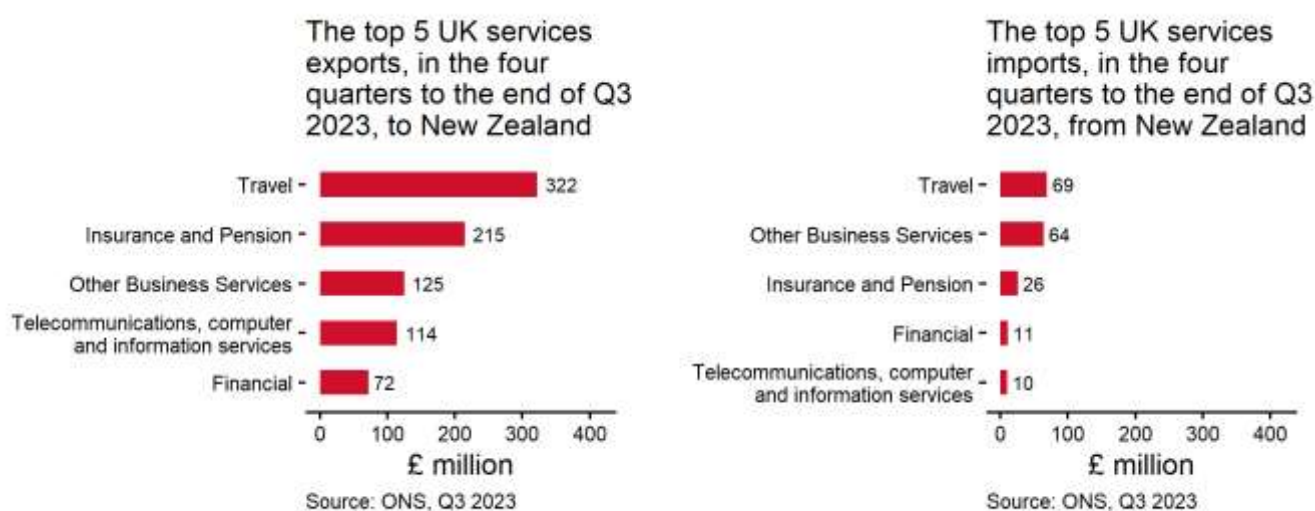 The top 5 UK services
exports, in the four
quarters to the end of Q3
2023, to New Zealand
Travel
322
Insurance and Pension
215
Other Business Services
125
Telecommunications, computer
and information services
114
Financial
72
0 100 200 300 400
£ million
Source: ONS, Q3 2023
The top 5 UK services
imports, in the four
quarters to the end of Q3
2023, from New Zealand
Travel
69
Other Business Services
64
Insurance and Pension
26
Financial
11
Telecommunications, computer
and information services
10
0 100 200 300 400
£ million
Source: ONS, Q3 2023